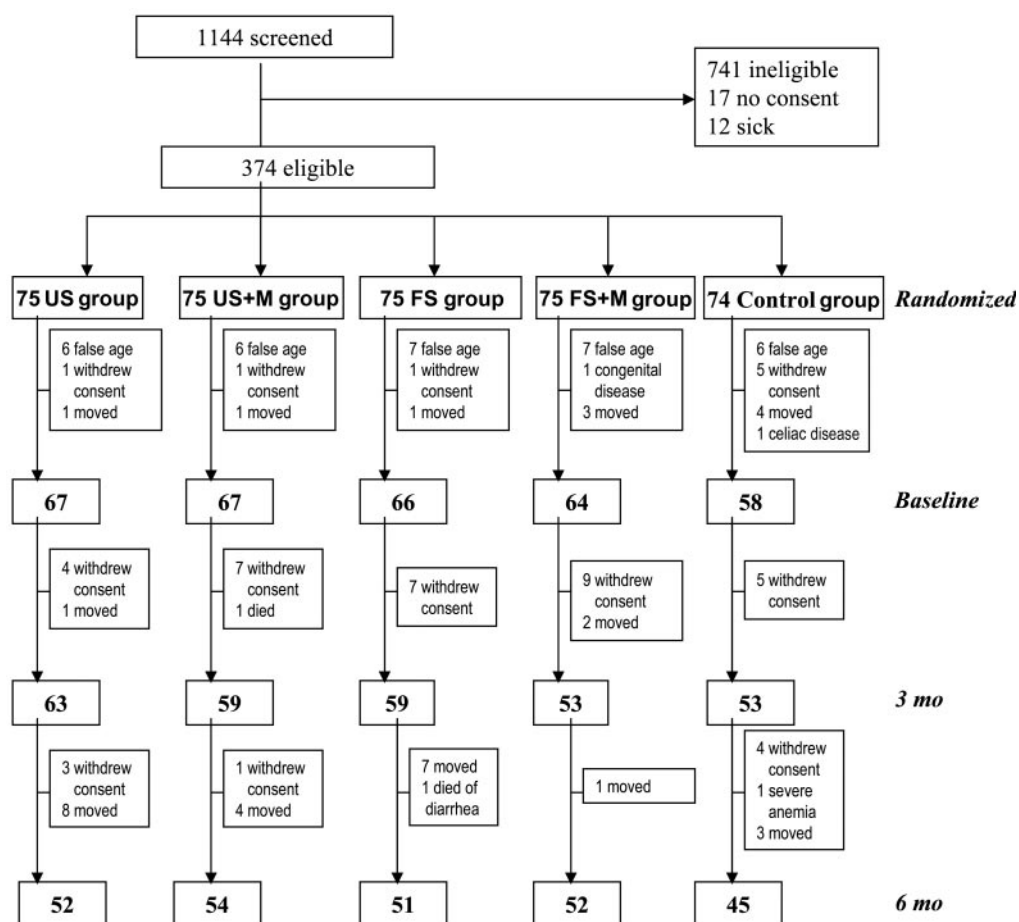 1144 screened
741 ineligible
17 no consent
12 sick
374 eligible
75 US group
75 US+M group
75 FS group
75 FS+M group
74 Control group
Randomized
6 false age
1 withdrew
consent
1 moved
6 false age
1 withdrew
consent
1 moved
7 false age
1 withdrew
consent
1 moved
7 false age
1 congenital
disease
3 moved
6 false age
5 withdrew
consent
4 moved
1 celiac disease
67
67
66
64
58
Baseline
4 withdrew
consent
1 moved
7 withdrew
consent
1 died
7 withdrew
consent
9 withdrew
consent
2 moved
5 withdrew
consent
63
59
59
53
53
3 mo
3 withdrew
consent
8 moved
1 withdrew
consent
4 moved
7 moved
1 died of
diarrhea
1 moved
4 withdrew
consent
1 severe
anemia
3 moved
52
54
51
52
45
6 mo